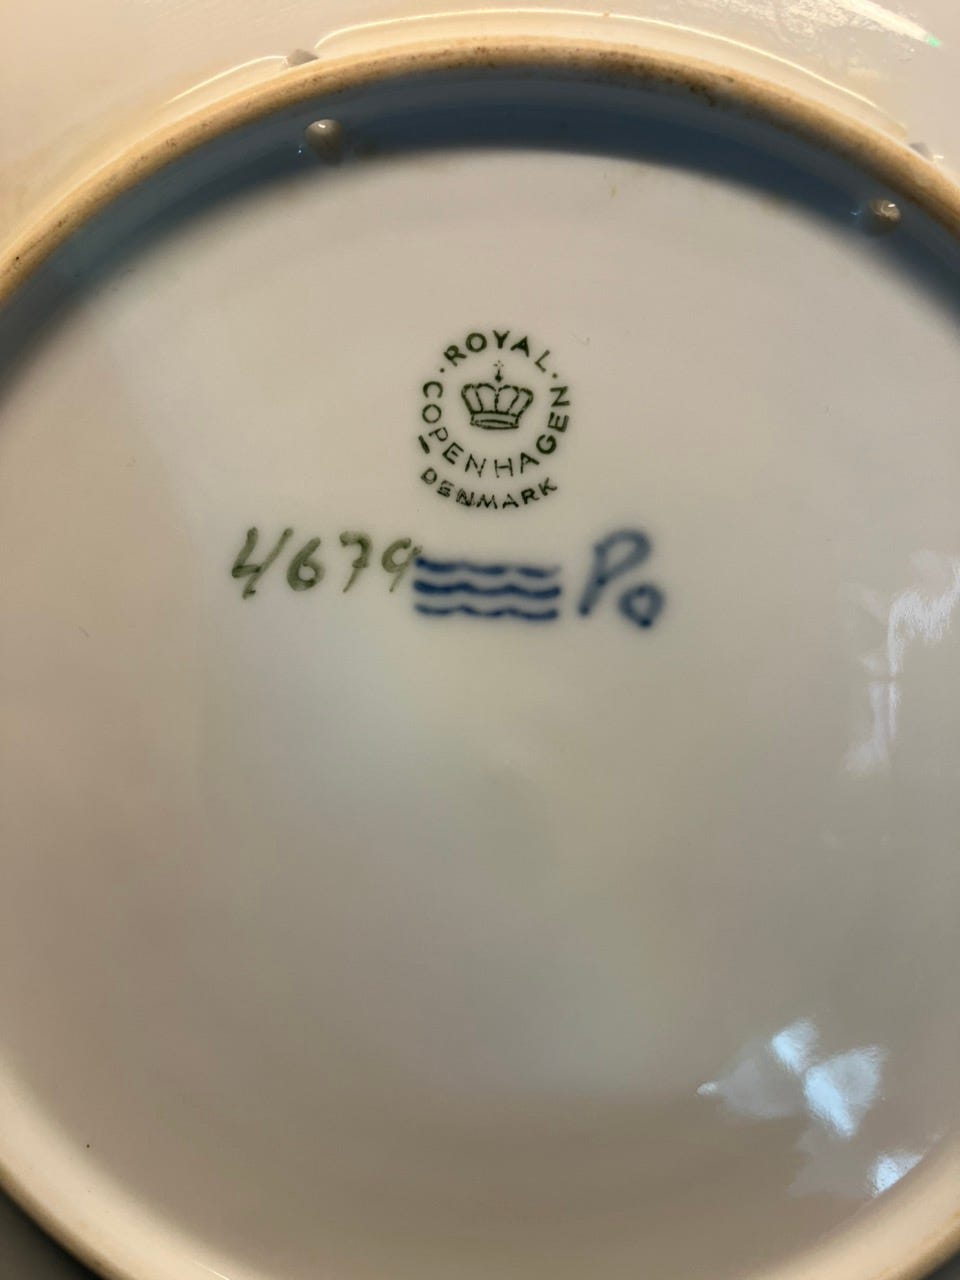 ROYAL
COPENHAGEN
DENMARK
4679 Po